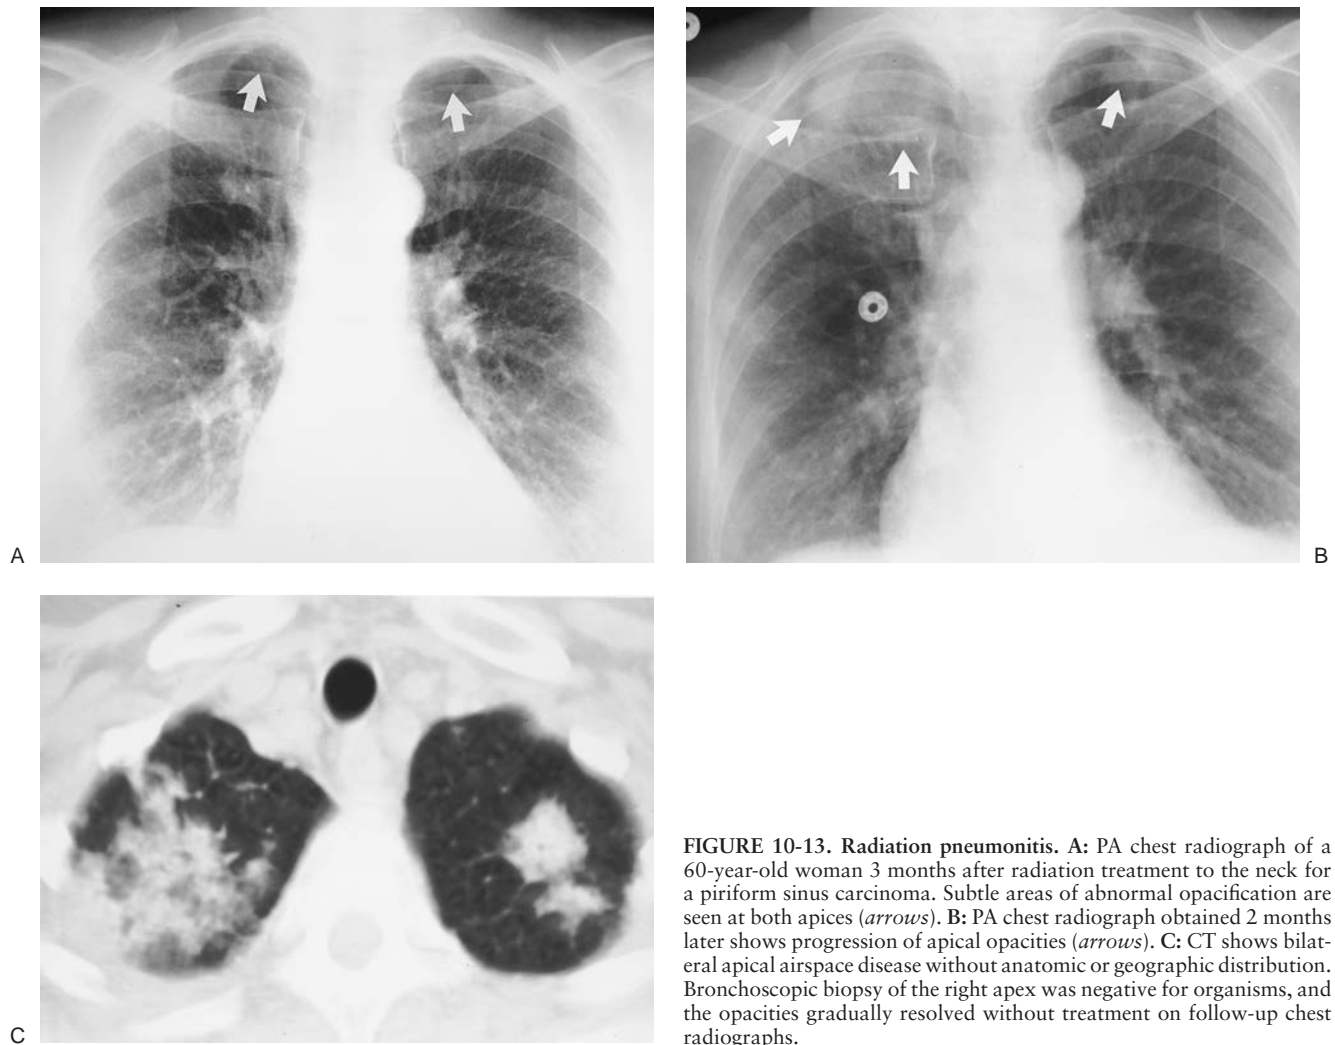 A
B
C
FIGURE 10-13. Radiation pneumonitis. A: PA chest radiograph of a
60-year-old woman 3 months after radiation treatment to the neck for
a piriform sinus carcinoma. Subtle areas of abnormal opacification are
seen at both apices (arrows). B: PA chest radiograph obtained 2 months
later shows progression of apical opacities (arrows). C: CT shows bilat-
eral apical airspace disease without anatomic or geographic distribution.
Bronchoscopic biopsy of the right apex was negative for organisms, and
the opacities gradually resolved without treatment on follow-up chest
radiographs.